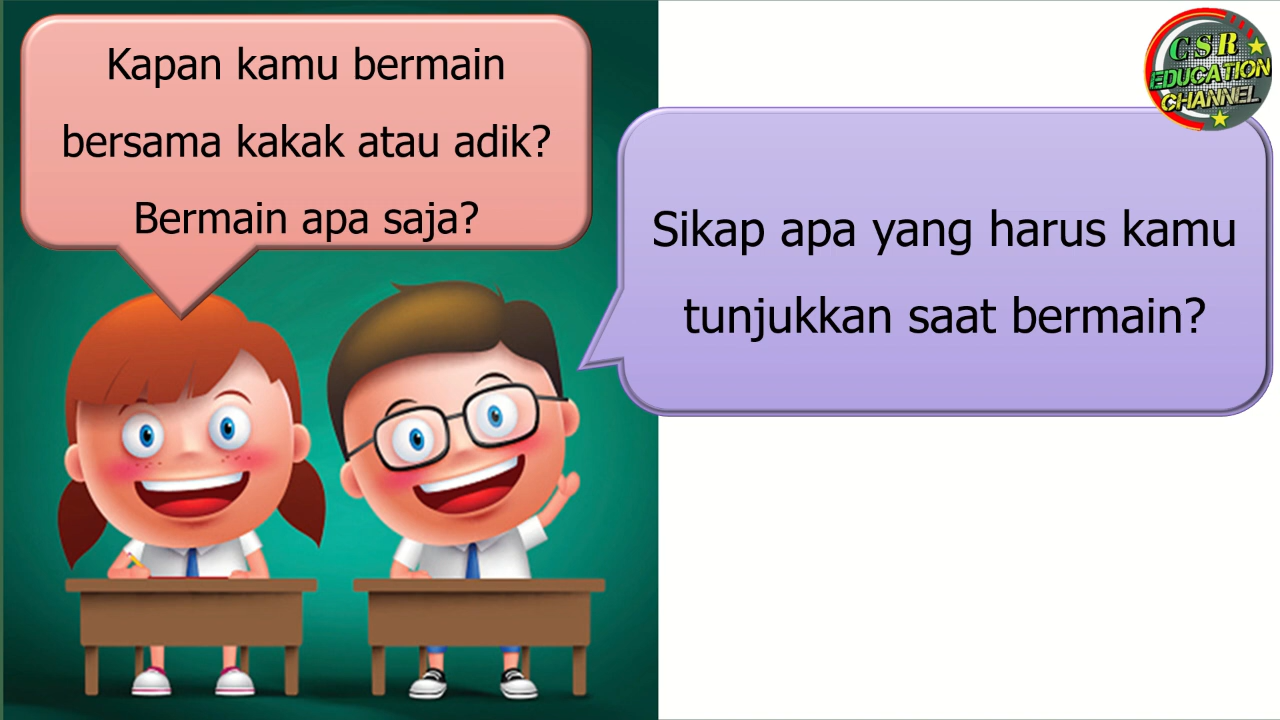 Kapan kamu bermain
bersama kakak atau adik?
Bermain apa saja?
Sikap apa yang harus kamu
tunjukkan saat bermain?
CSR
EDUCATION
CHANNEL